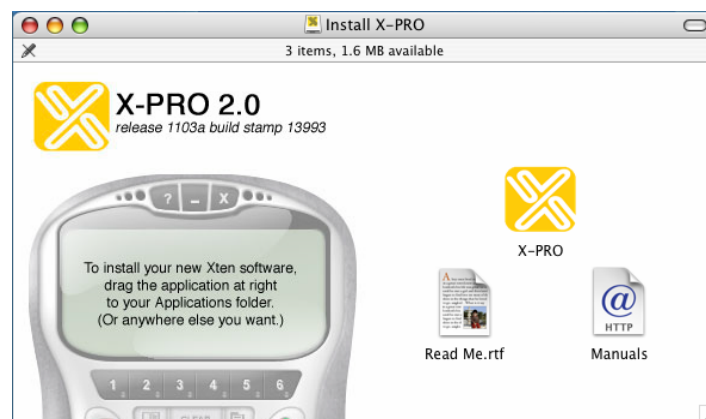 Install X-PRO
3 items, 1.6 MB available
X-PRO 2.0
release 1103a build stamp 13993
? – X
To install your new Xten software,
drag the application at right
to your Applications folder.
(Or anywhere else you want.)
X-PRO
@
HTTP
Read Me.rtf
Manuals
1 2 3 4 5 6
CLEAR